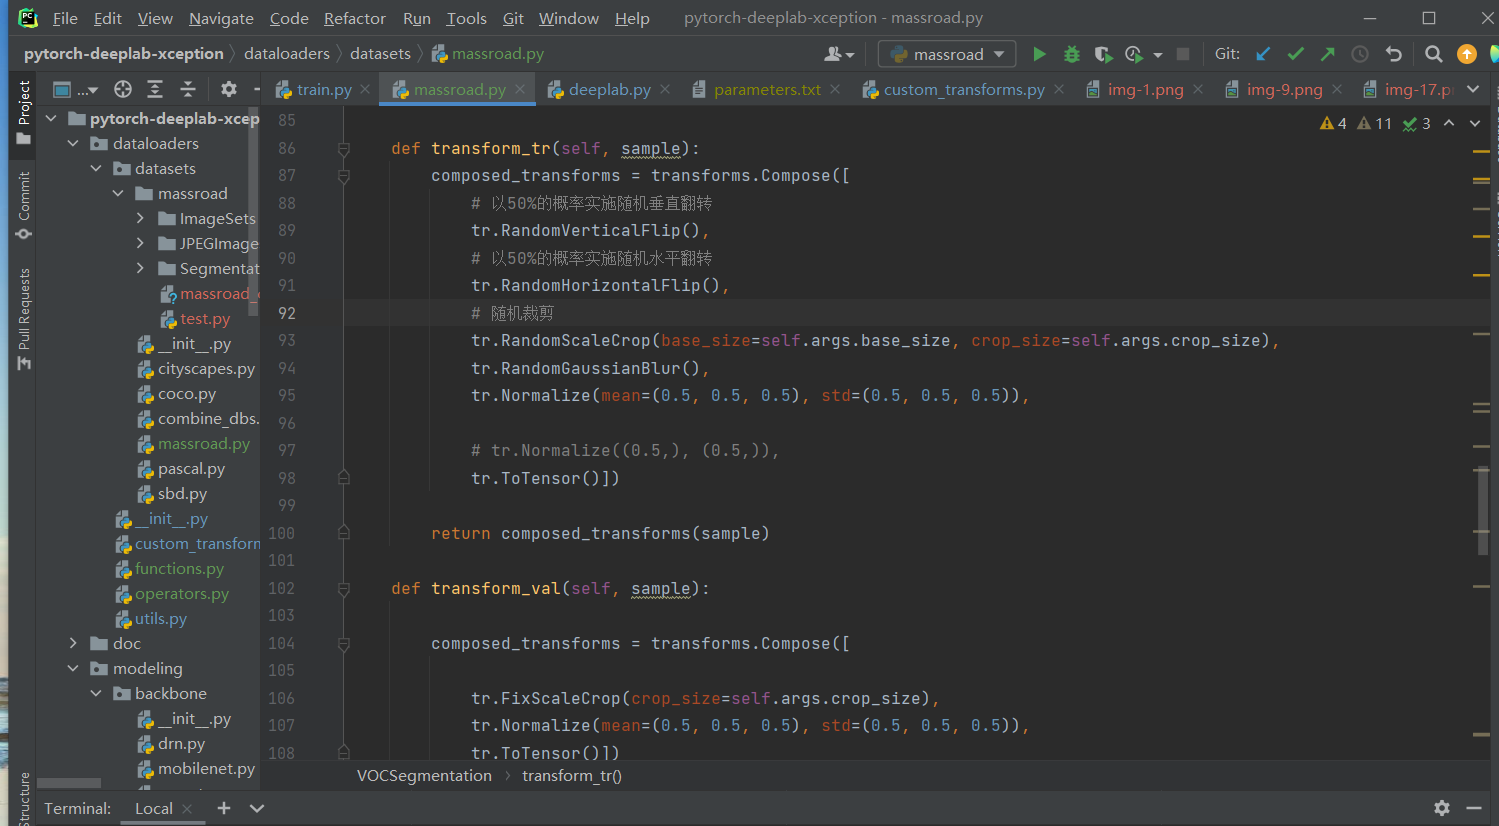 PC File Edit View Navigate Code Refactor Run Tools Git Window Help pytorch-deeplab-xception - massroad.py
pytorch-deeplab-xception dataloaders datasets massroad.py massroad Git:
... train.py massroad.py deeplab.py parameters.txt custom_transforms.py img-1.png img-9.png img-17.p
Project
Commit
Pull Requests
Structure
pytorch-deeplab-xcep
dataloaders
datasets
massroad
ImageSets
JPEGImage
Segmentat
massroad_
test.py
__init__.py
cityscapes.py
coco.py
combine_dbs.
massroad.py
pascal.py
sbd.py
__init__.py
custom_transform
functions.py
operators.py
utils.py
doc
modeling
backbone
__init__.py
drn.py
mobilenet.py
4 11 3
85
86 def transform_tr(self, sample):
87 composed_transforms = transforms.Compose([
88 # 以50%的概率实施随机垂直翻转
89 tr.RandomVerticalFlip(),
90 # 以50%的概率实施随机水平翻转
91 tr.RandomHorizontalFlip(),
92 # 随机裁剪
93 tr.RandomScaleCrop(base_size=self.args.base_size, crop_size=self.args.crop_size),
94 tr.RandomGaussianBlur(),
95 tr.Normalize(mean=(0.5, 0.5, 0.5), std=(0.5, 0.5, 0.5)),
96
97 # tr.Normalize((0.5,), (0.5,)),
98 tr.ToTensor()])
99
100 return composed_transforms(sample)
101
102 def transform_val(self, sample):
103
104 composed_transforms = transforms.Compose([
105
106 tr.FixScaleCrop(crop_size=self.args.crop_size),
107 tr.Normalize(mean=(0.5, 0.5, 0.5), std=(0.5, 0.5, 0.5)),
108 tr.ToTensor()])
VOCSegmentation transform_tr()
Terminal: Local